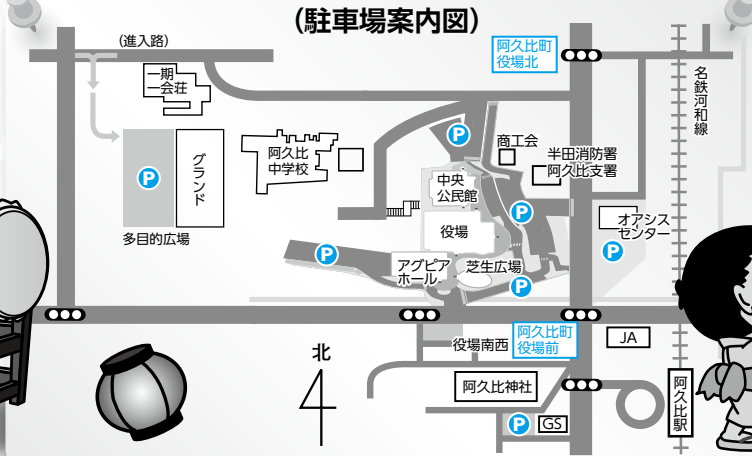 (駐車場案内図)
(進入路)
阿久比町
役場北
名鉄河和線
一期
一会荘
P
商工会
半田消防署
阿久比支署
グランド
阿久比
中学校
P
中央
公民館
P
オアシス
センター
多目的広場
役場
P
P
アグピア
ホール
芝生広場
P
役場南西
阿久比町
役場前
JA
北
阿久比神社
阿久比駅
P
GS